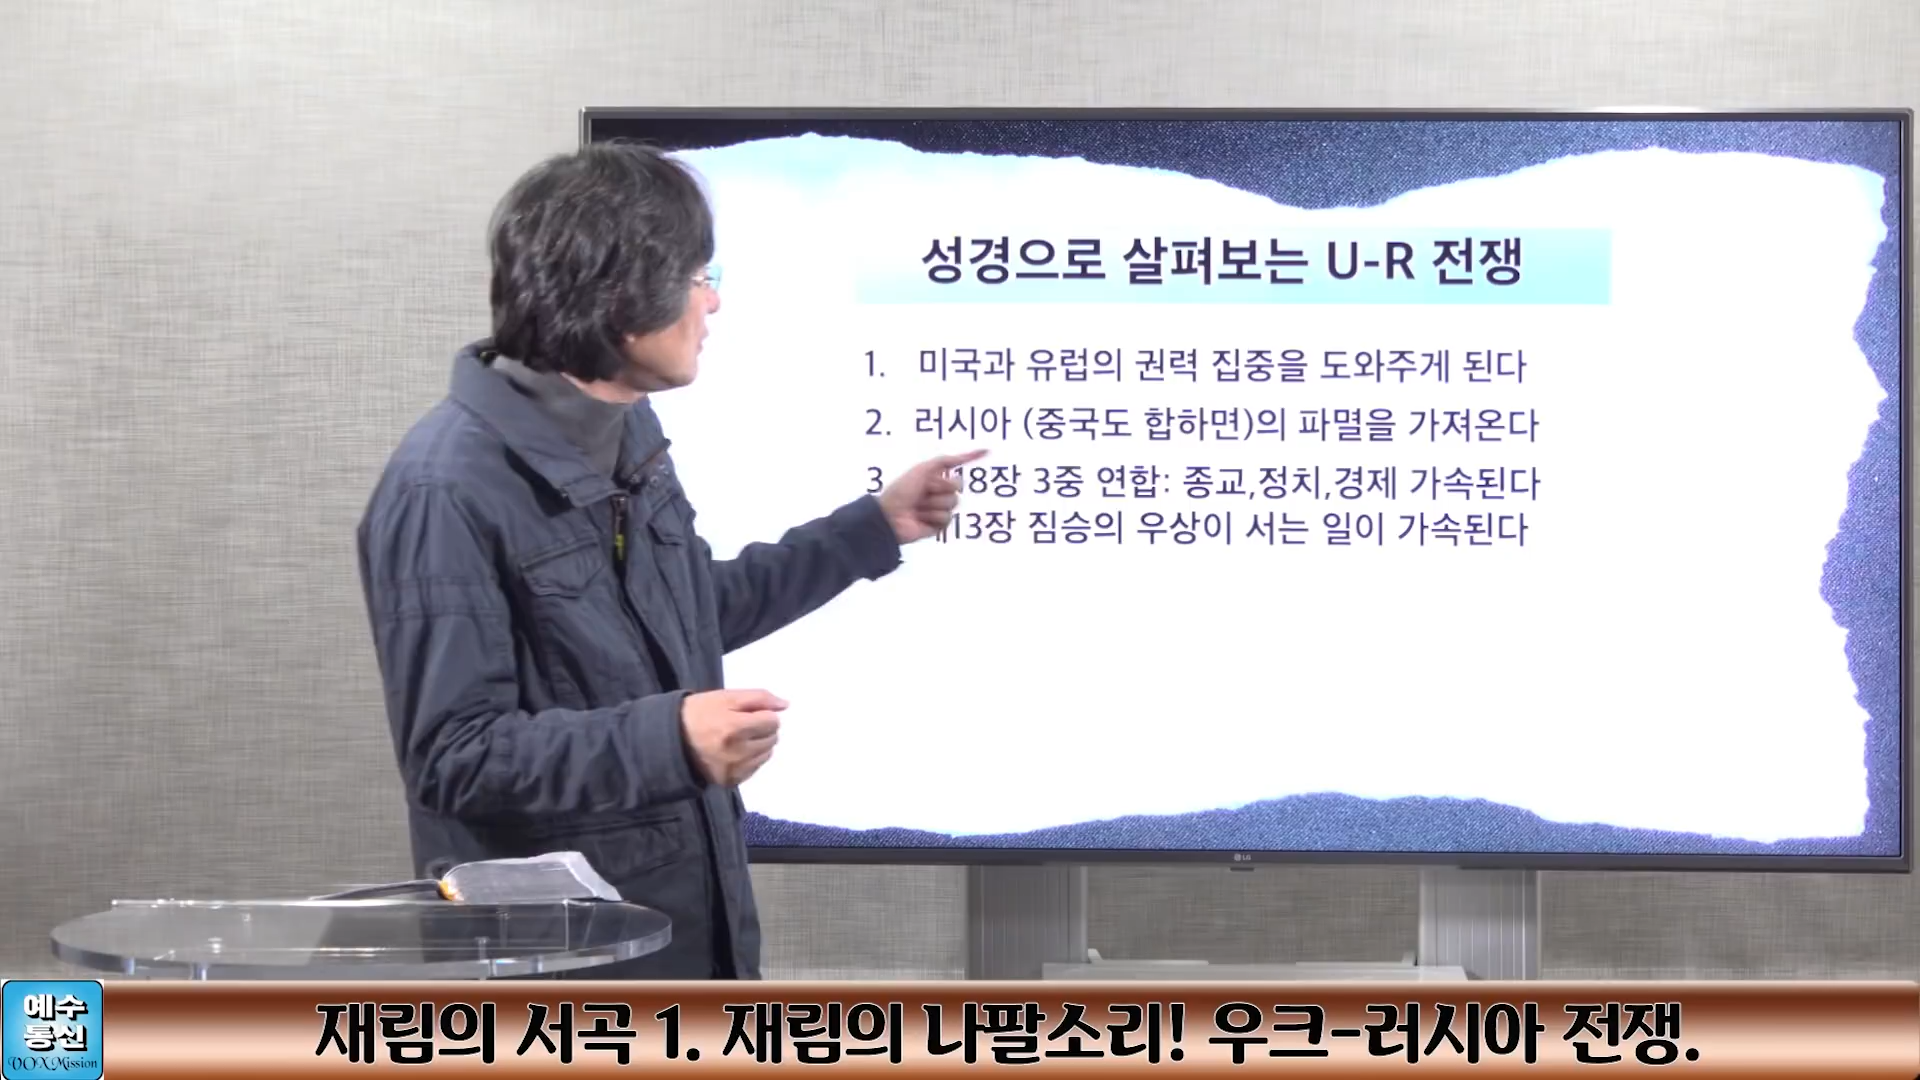 성경으로 살펴보는 U-R 전쟁
1. 미국과 유럽의 권력 집중을 도와주게 된다
2. 러시아 (중국도 합하면)의 파멸을 가져온다
3 18장 3중 연합: 종교,정치,경제 가속된다
13장 짐승의 우상이 서는 일이 가속된다
LG
예수
통신
VOX Mission
재림의 서곡 1. 재림의 나팔소리! 우크-러시아 전쟁.